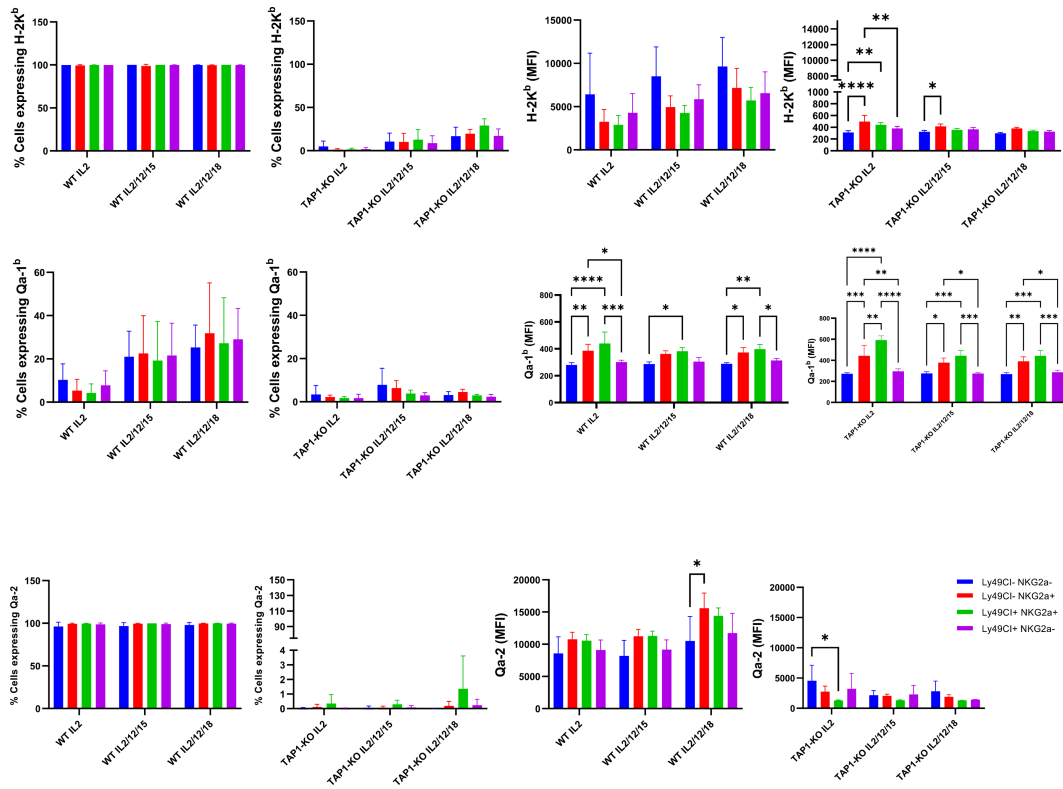 % Cells expressing H-2Kb
150
100
50
0
WT IL2
WT IL2/12/15
WT IL2/12/18
% Cells expressing H-2Kb
150
100
50
0
TAP1-KO IL2
TAP1-KO IL2/12/15
TAP1-KO IL2/12/18
H-2Kb (MFI)
15000
10000
5000
0
WT IL2
WT IL2/12/15
WT IL2/12/18
H-2Kb (MFI)
14000
12000
10000
8000
1000
800
600
400
200
0
****
**
**
*
TAP1-KO IL2
TAP1-KO IL2/12/15
TAP1-KO IL2/12/18
% Cells expressing Qa-1b
60
40
20
0
WT IL2
WT IL2/12/15
WT IL2/12/18
% Cells expressing Qa-1b
60
40
20
0
TAP1-KO IL2
TAP1-KO IL2/12/15
TAP1-KO IL2/12/18
Qa-1b (MFI)
800
600
400
200
0
*
****
**
***
*
**
*
*
WT IL2
WT IL2/12/15
WT IL2/12/18
Qa-1b (MFI)
800
600
400
200
0
****
**
***
****
**
*
***
*
***
*
***
**
***
TAP1-KO IL2
TAP1-KO IL2/12/15
TAP1-KO IL2/12/18
% Cells expressing Qa-2
150
100
50
0
WT IL2
WT IL2/12/15
WT IL2/12/18
% Cells expressing Qa-2
150
130
110
90
70
50
4
3
2
1
0
TAP1-KO IL2
TAP1-KO IL2/12/15
TAP1-KO IL2/12/18
Qa-2 (MFI)
20000
15000
10000
5000
0
*
WT IL2
WT IL2/12/15
WT IL2/12/18
Qa-2 (MFI)
20000
15000
10000
5000
0
*
TAP1-KO IL2
TAP1-KO IL2/12/15
TAP1-KO IL2/12/18
Ly49CI- NKG2a-
Ly49CI- NKG2a+
Ly49CI+ NKG2a+
Ly49CI+ NKG2a-